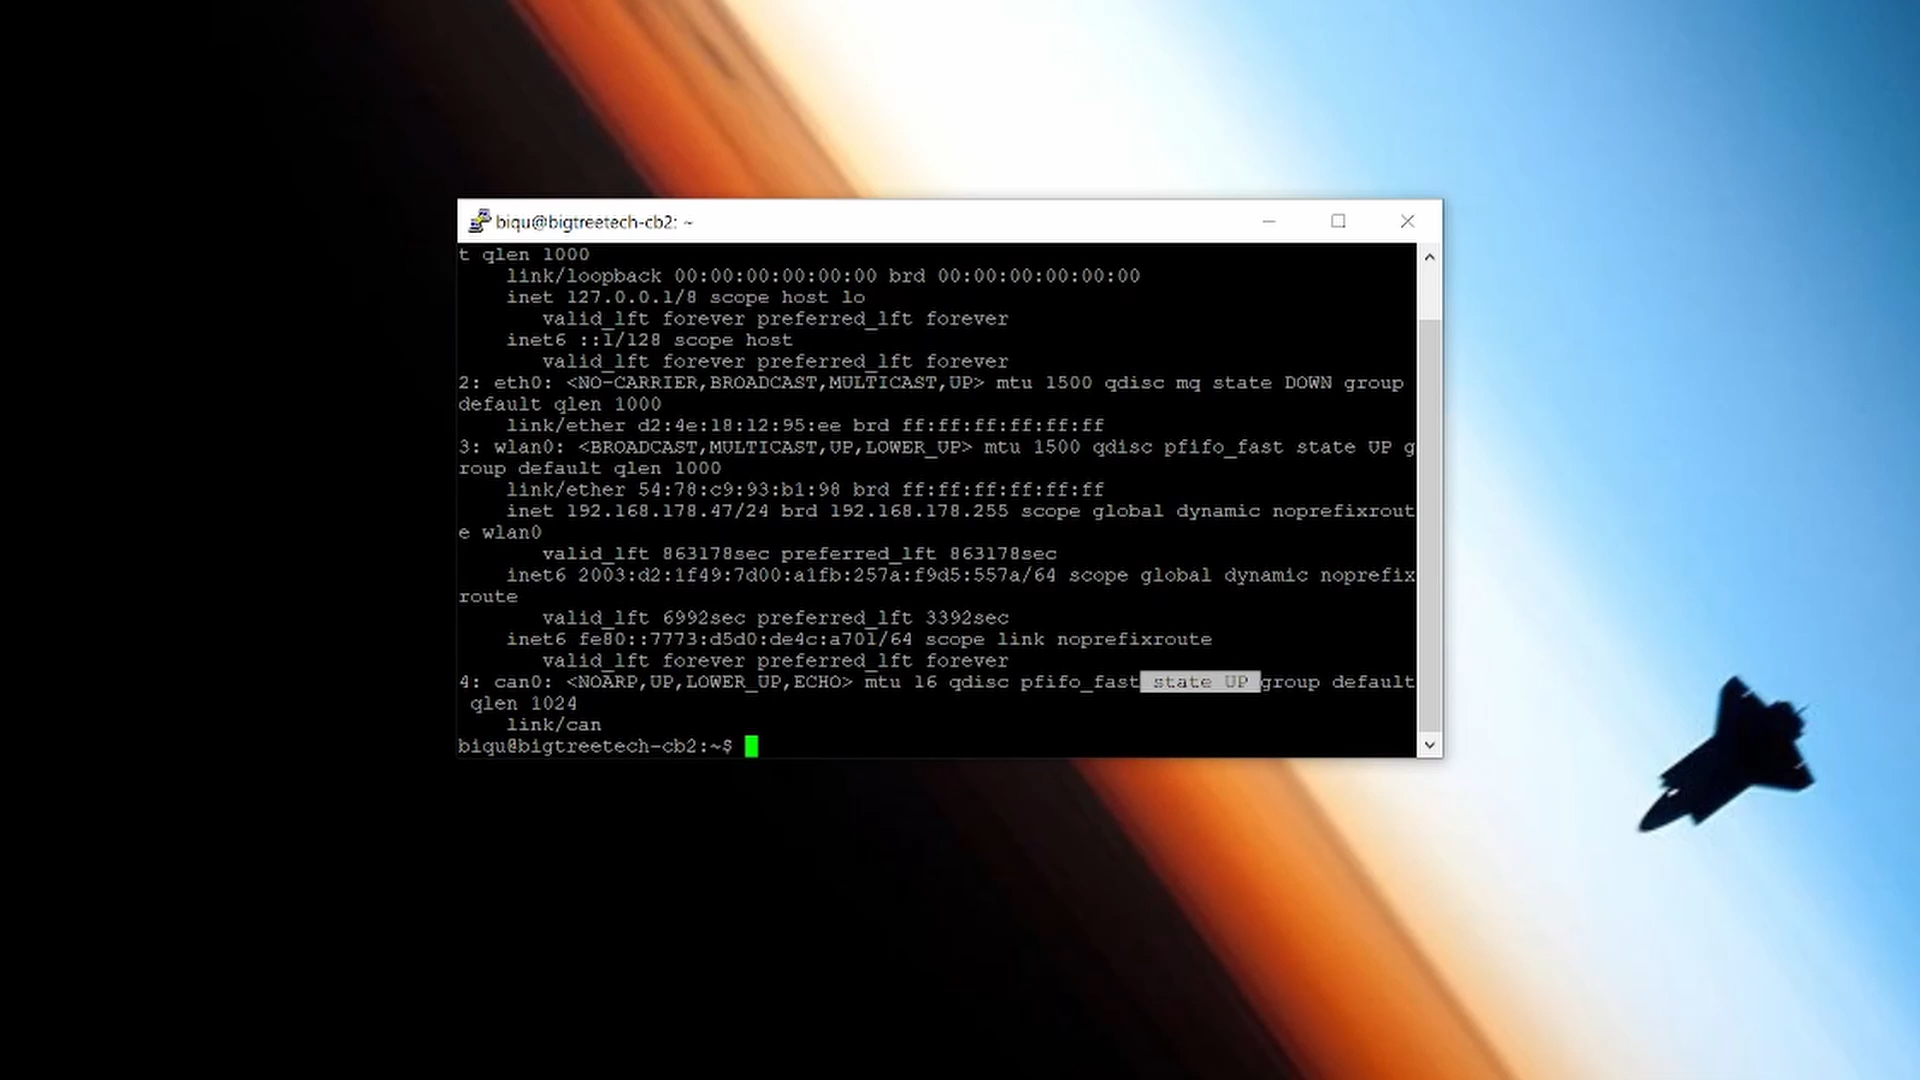 biqu@bigtreetech-cb2: ~
t qlen 1000
link/loopback 00:00:00:00:00:00 brd 00:00:00:00:00:00
inet 127.0.0.1/8 scope host lo
valid_lft forever preferred_lft forever
inet6 ::1/128 scope host
valid_lft forever preferred_lft forever
2: eth0: <NO-CARRIER,BROADCAST,MULTICAST,UP> mtu 1500 qdisc mq state DOWN group
default qlen 1000
link/ether d2:4e:18:12:95:ee brd ff:ff:ff:ff:ff:ff
3: wlan0: <BROADCAST,MULTICAST,UP,LOWER_UP> mtu 1500 qdisc pfifo_fast state UP g
roup default qlen 1000
link/ether 54:78:c9:93:b1:98 brd ff:ff:ff:ff:ff:ff
inet 192.168.178.47/24 brd 192.168.178.255 scope global dynamic noprefixrout
e wlan0
valid_lft 863178sec preferred_lft 863178sec
inet6 2003:d2:1f49:7d00:a1fb:257a:f9d5:557a/64 scope global dynamic noprefix
route
valid_lft 6992sec preferred_lft 3392sec
inet6 fe80::7773:d5d0:de4c:a701/64 scope link noprefixroute
valid_lft forever preferred_lft forever
4: can0: <NOARP,UP,LOWER_UP,ECHO> mtu 16 qdisc pfifo_fast state UP group default
qlen 1024
link/can
biqu@bigtreetech-cb2:~$